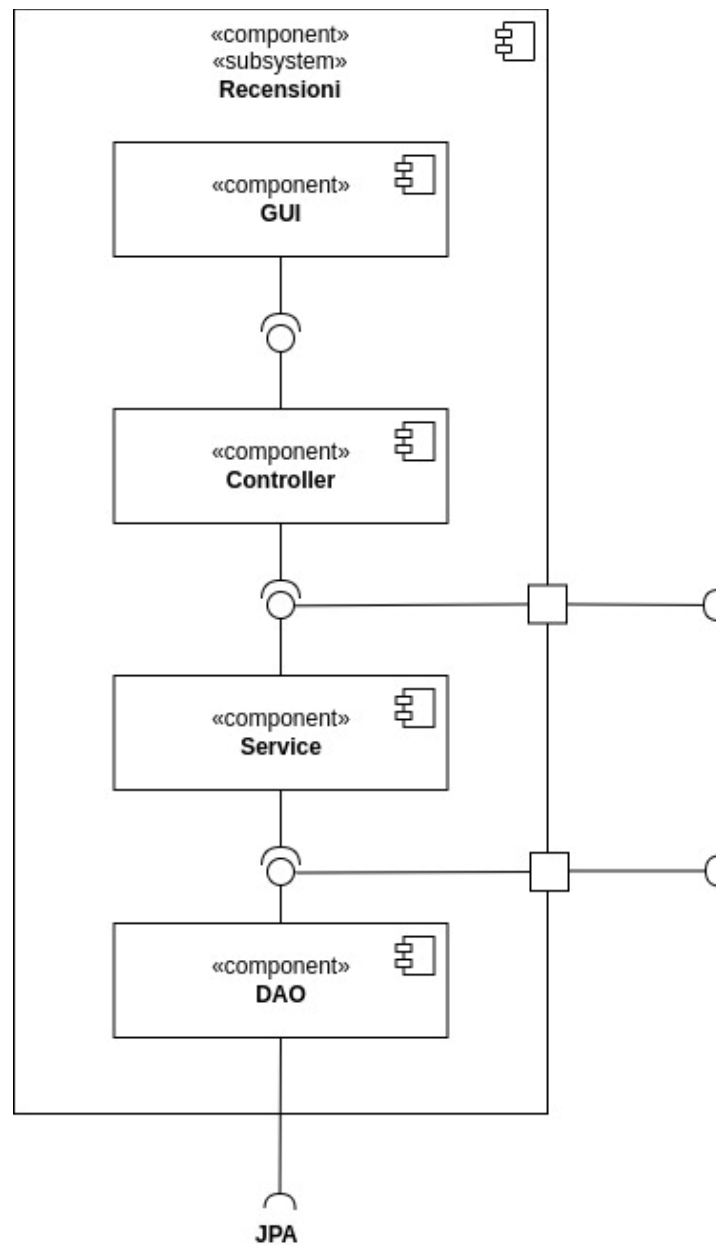 «component»
«subsystem»
Recensioni
«component»
GUI
«component»
Controller
«component»
Service
«component»
DAO
JPA